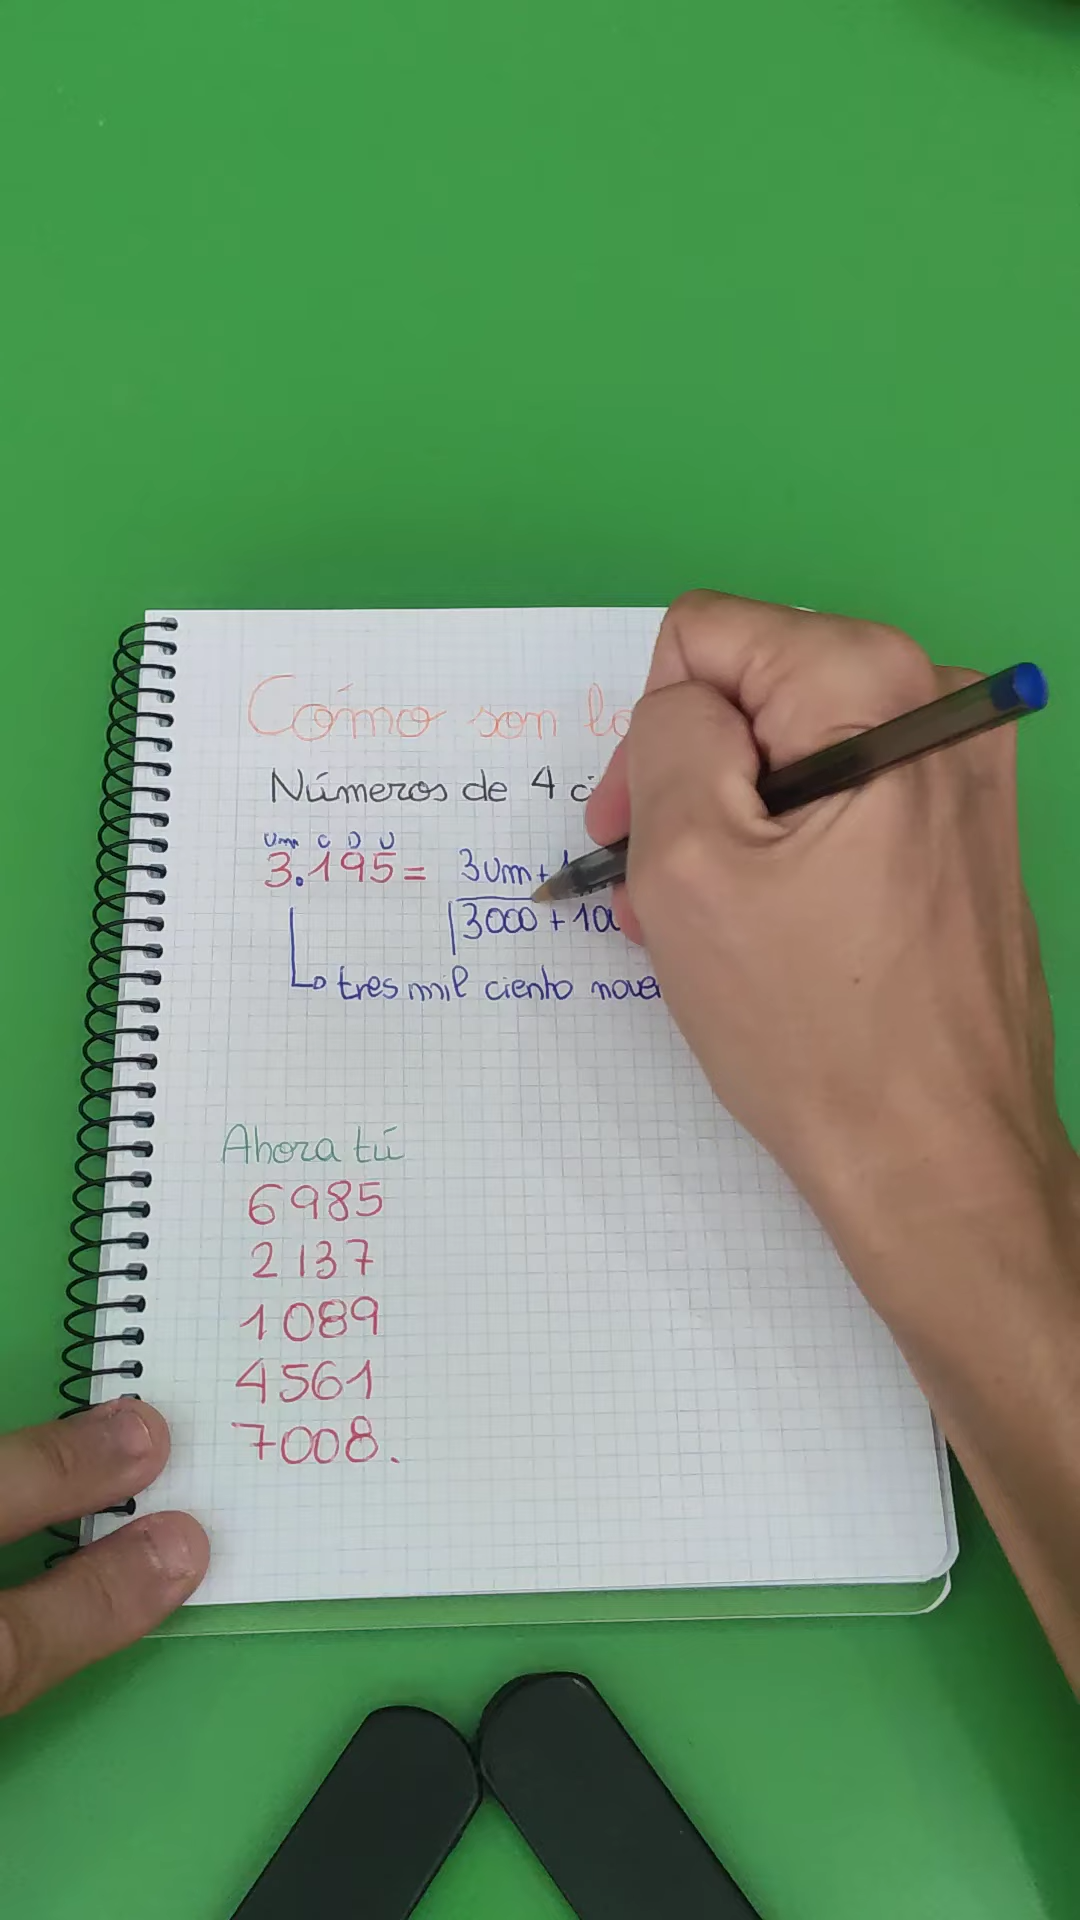 Cómo son
Números de 4
Um C D U
3.195 = 3Um+
3000 + 10
tres mil ciento
Ahora tú
6985
2137
1089
4561
7008.